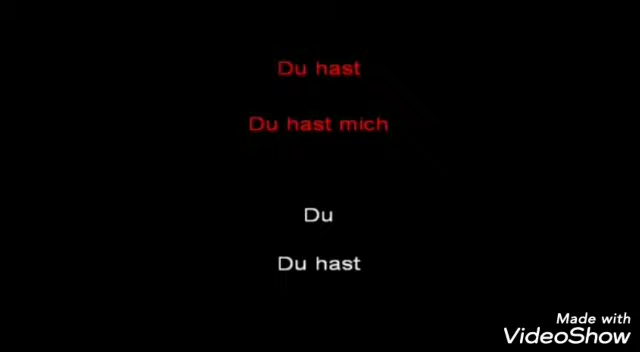 Du hast
Du hast mich
Du
Du hast
Made with
VideoShow